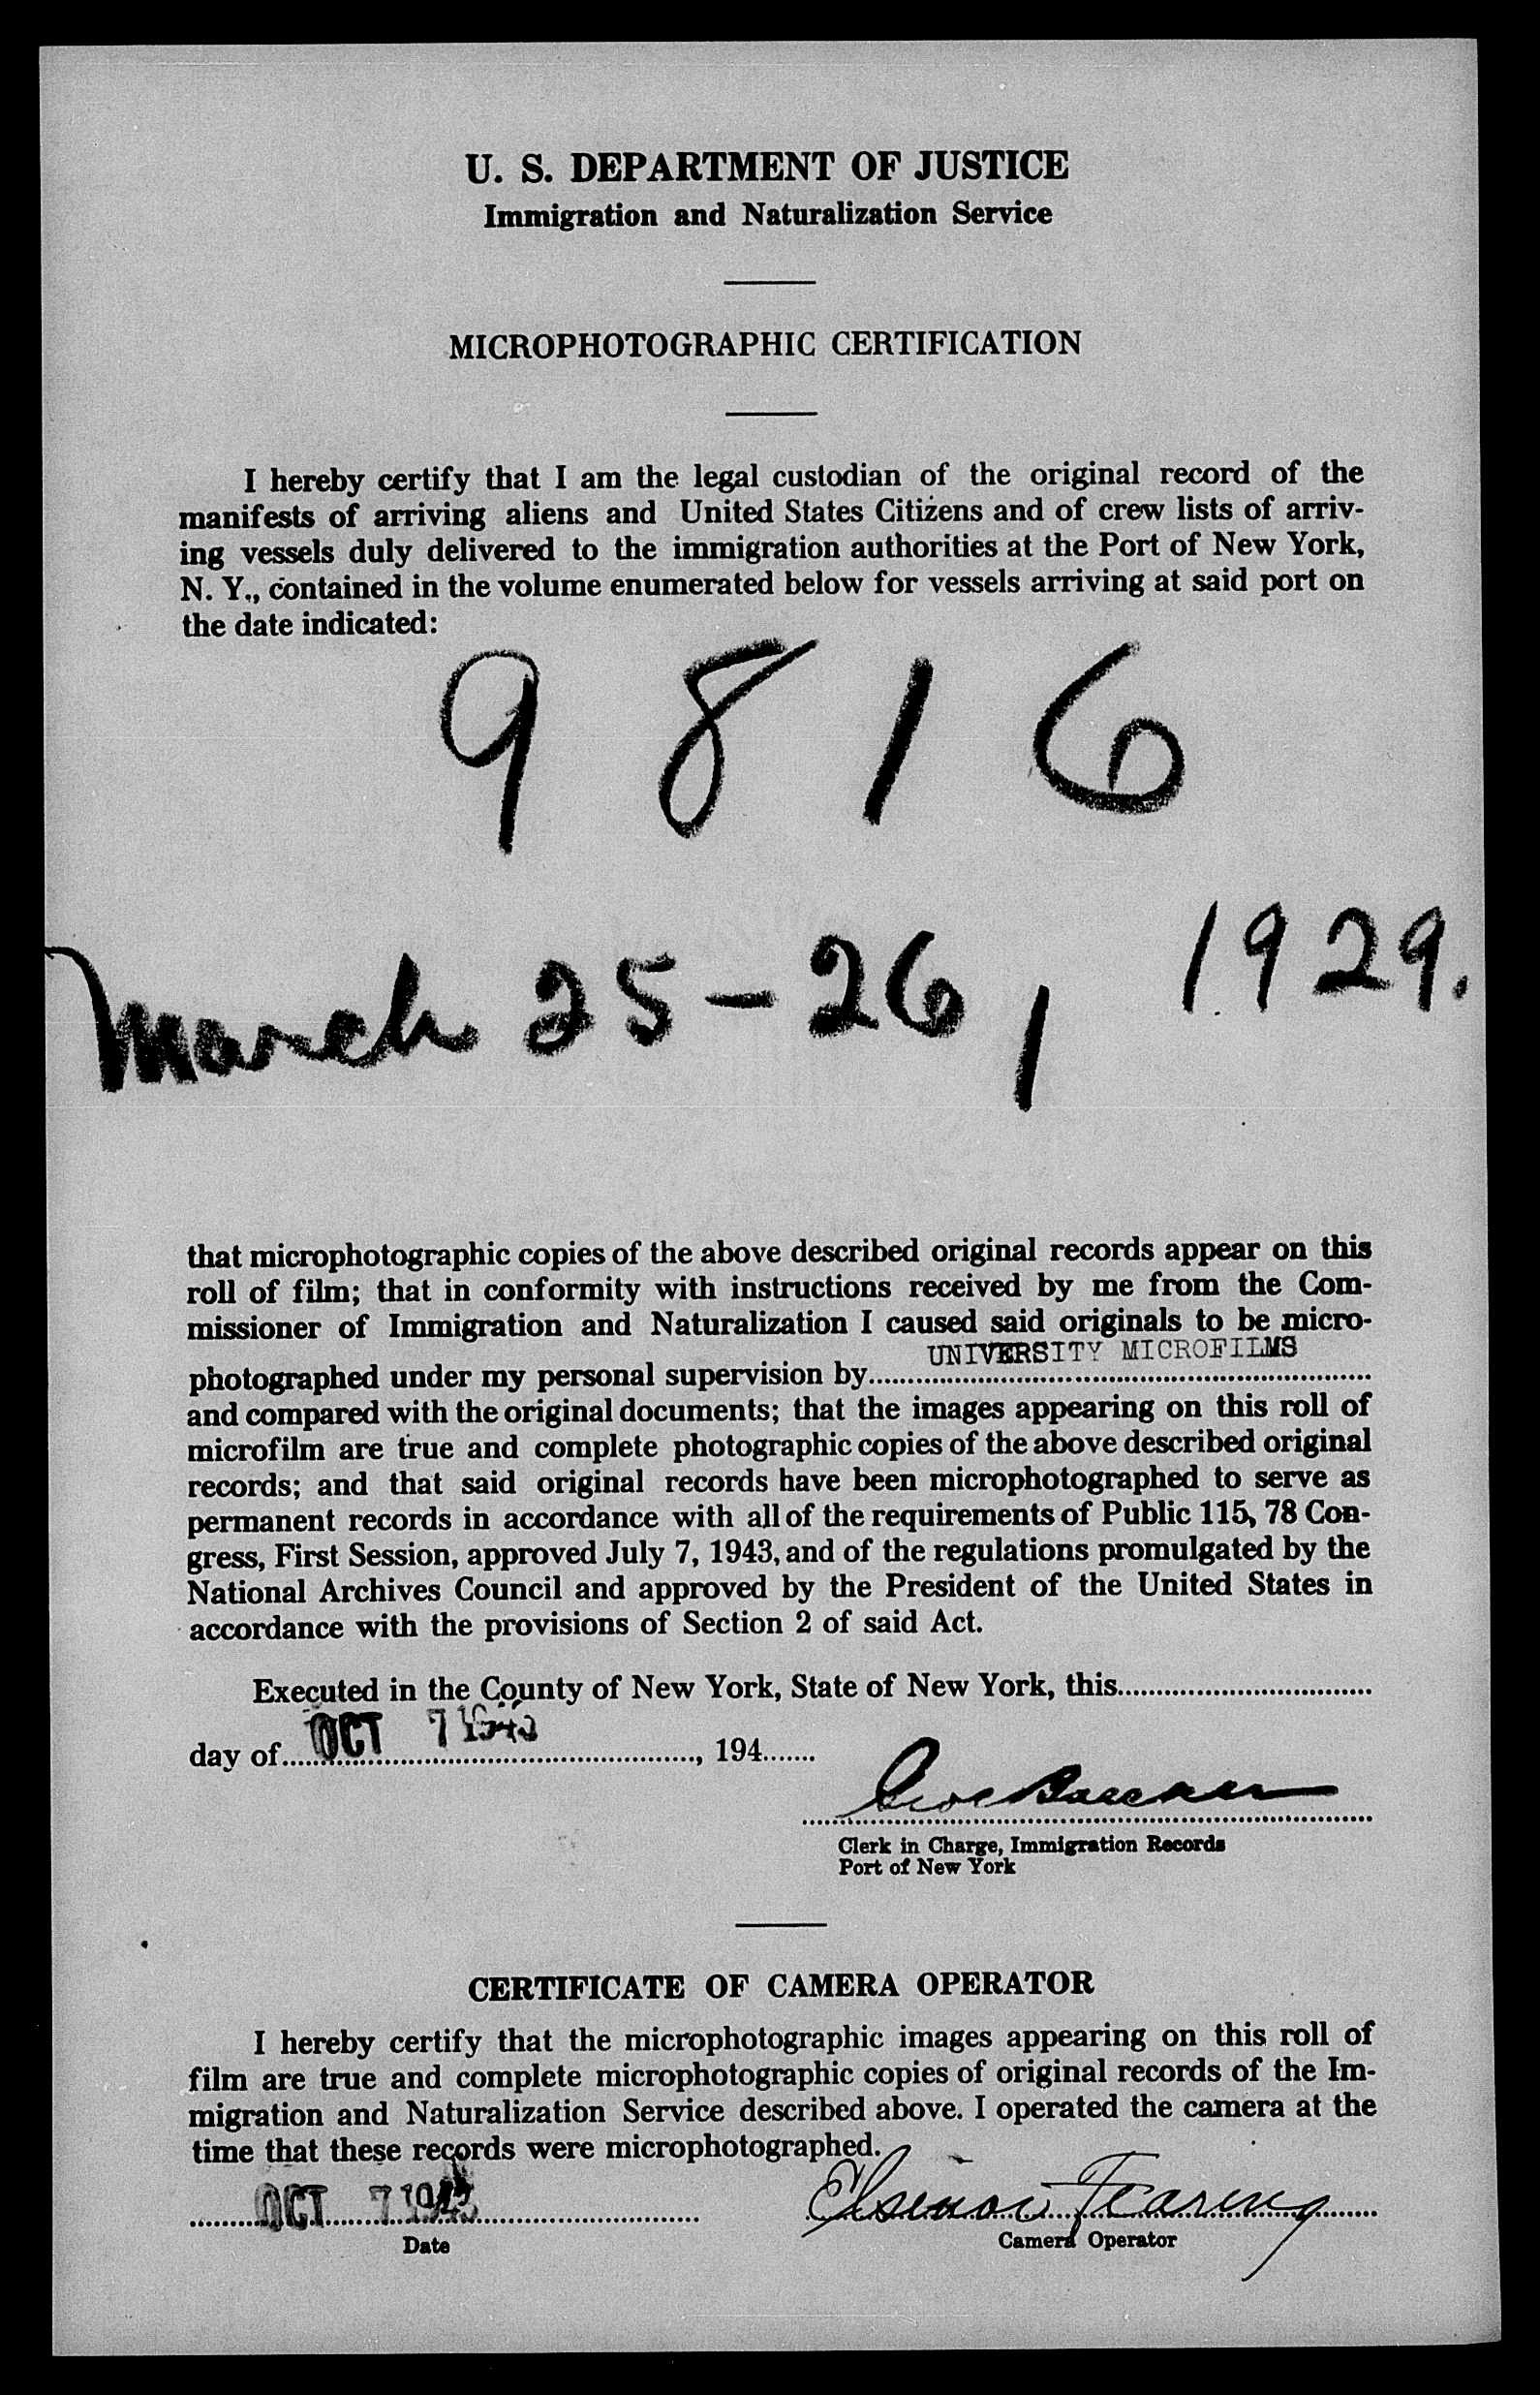 U. S. DEPARTMENT OF JUSTICE
Immigration and Naturalization Service
MICROPHOTOGRAPHIC CERTIFICATION
I hereby certify that I am the legal custodian of the original record of the
manifests of arriving aliens and United States Citizens and of crew lists of arriv-
ing vessels duly delivered to the immigration authorities at the Port of New York,
N. Y., contained in the volume enumerated below for vessels arriving at said port on
the date indicated:
9816
March 25-26, 1929.
that microphotographic copies of the above described original records appear on this
roll of film; that in conformity with instructions received by me from the Com-
missioner of Immigration and Naturalization I caused said originals to be micro-
UNIVERSITY MICROFILMS
photographed under my personal supervision by
and compared with the original documents; that the images appearing on this roll of
microfilm are true and complete photographic copies of the above described original
records; and that said original records have been microphotographed to serve as
permanent records in accordance with all of the requirements of Public 115, 78 Con-
gress, First Session, approved July 7, 1943, and of the regulations promulgated by the
National Archives Council and approved by the President of the United States in
accordance with the provisions of Section 2 of said Act.
Executed in the County of New York, State of New York, this
OCT 7 1943
day of , 194
Clerk in Charge, Immigration Records
Port of New York
CERTIFICATE OF CAMERA OPERATOR
I hereby certify that the microphotographic images appearing on this roll of
film are true and complete microphotographic copies of original records of the Im-
migration and Naturalization Service described above. I operated the camera at the
time that these records were microphotographed.
OCT 7 1943 Fearing
Date
Camera Operator